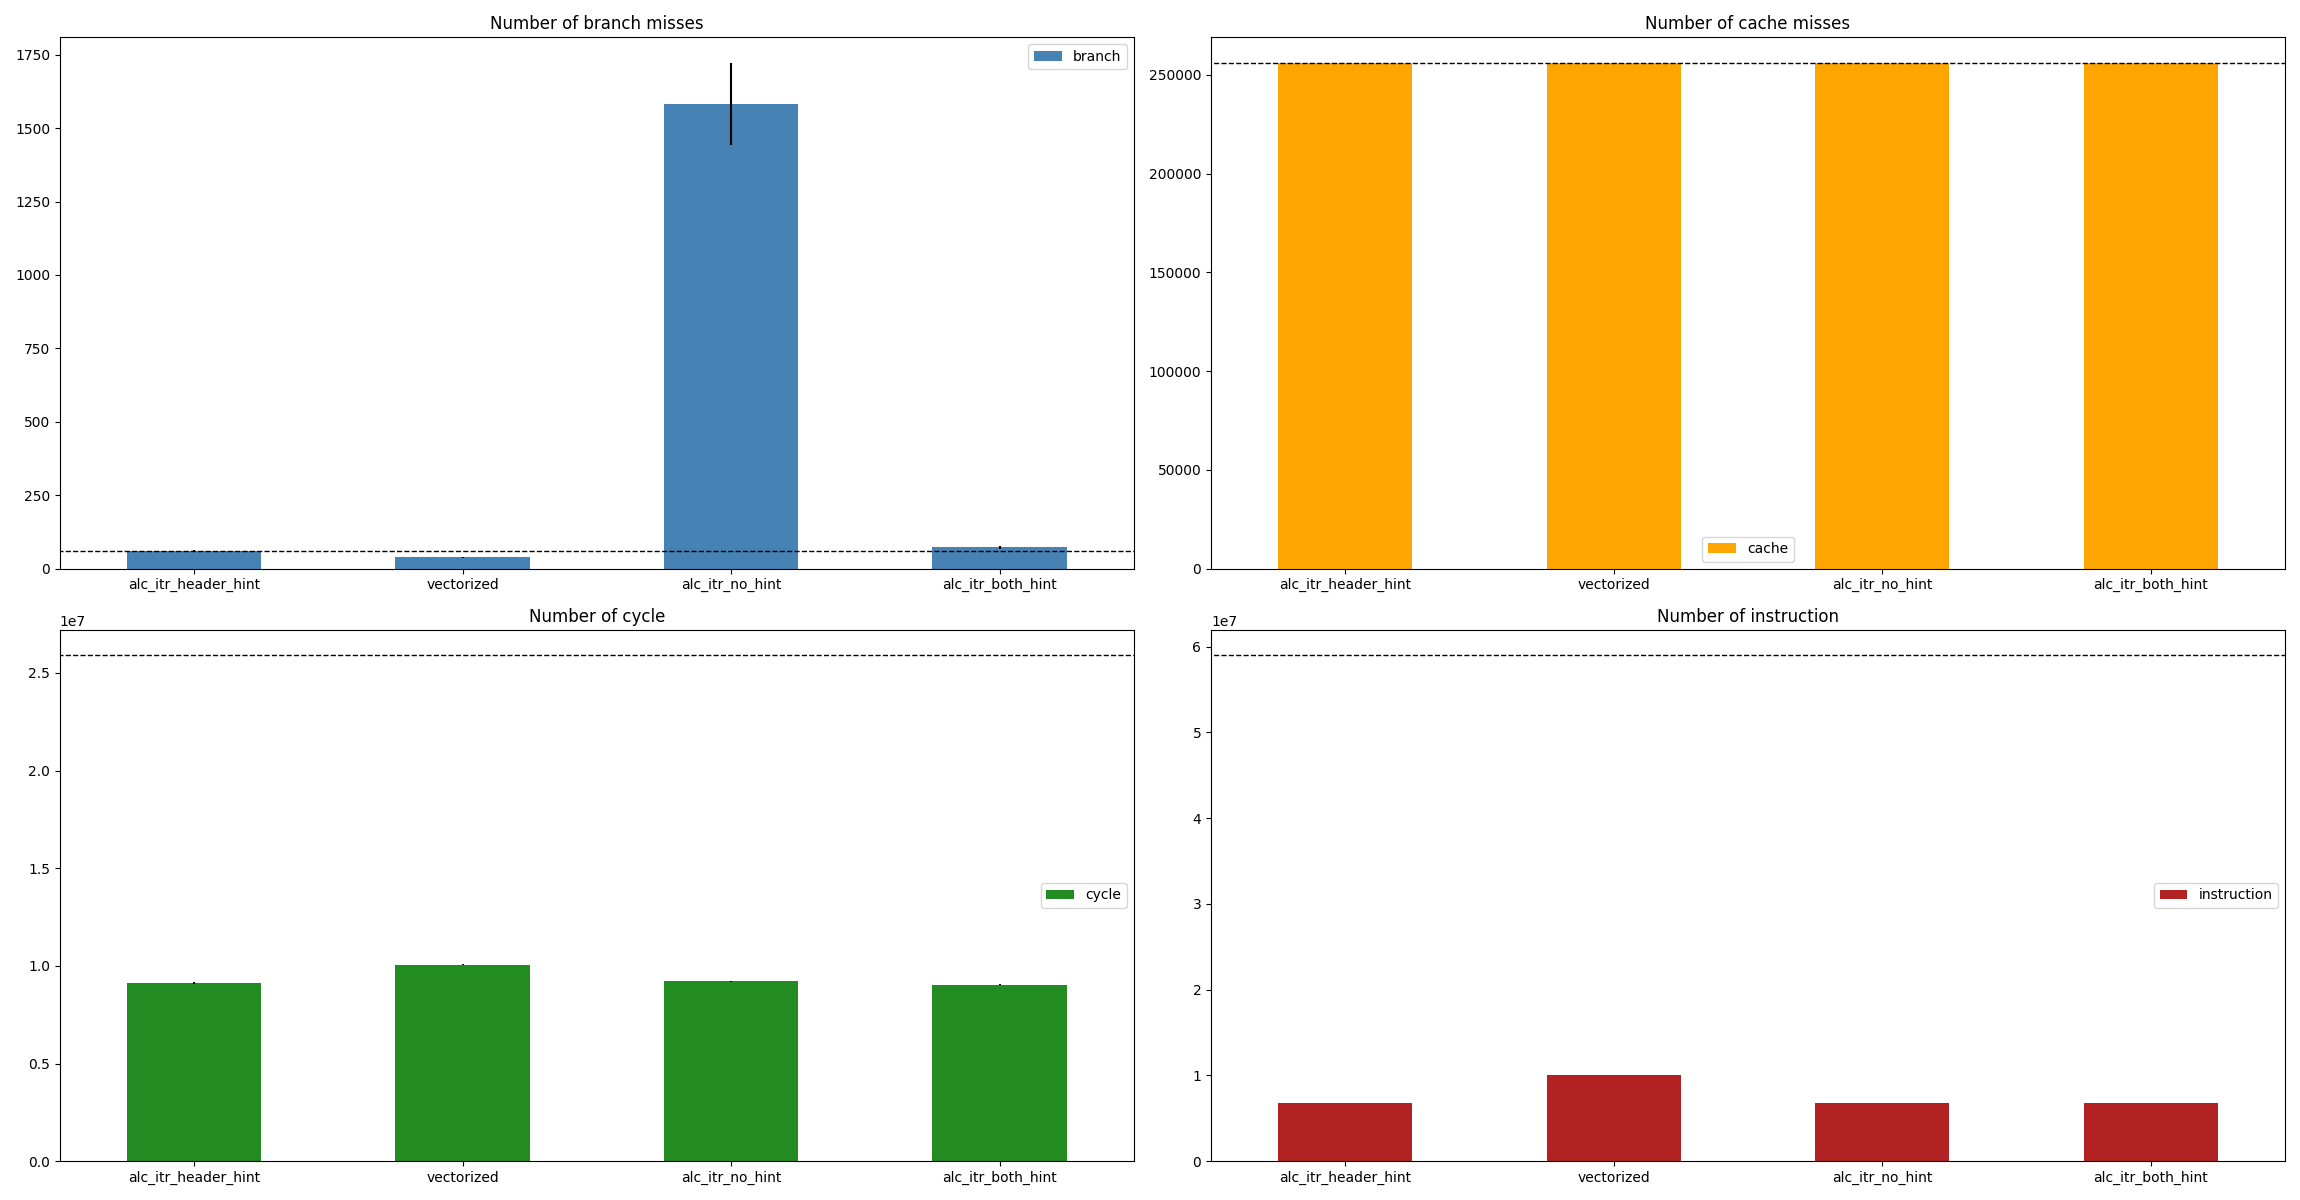 Number of branch misses
1750
1500
1250
1000
750
500
250
0
branch
alc_itr_header_hint
vectorized
alc_itr_no_hint
alc_itr_both_hint
Number of cache misses
250000
200000
150000
100000
50000
0
cache
alc_itr_header_hint
vectorized
alc_itr_no_hint
alc_itr_both_hint
Number of cycle
1e7
2.5
2.0
1.5
1.0
0.5
0.0
cycle
alc_itr_header_hint
vectorized
alc_itr_no_hint
alc_itr_both_hint
Number of instruction
1e7
6
5
4
3
2
1
0
instruction
alc_itr_header_hint
vectorized
alc_itr_no_hint
alc_itr_both_hint